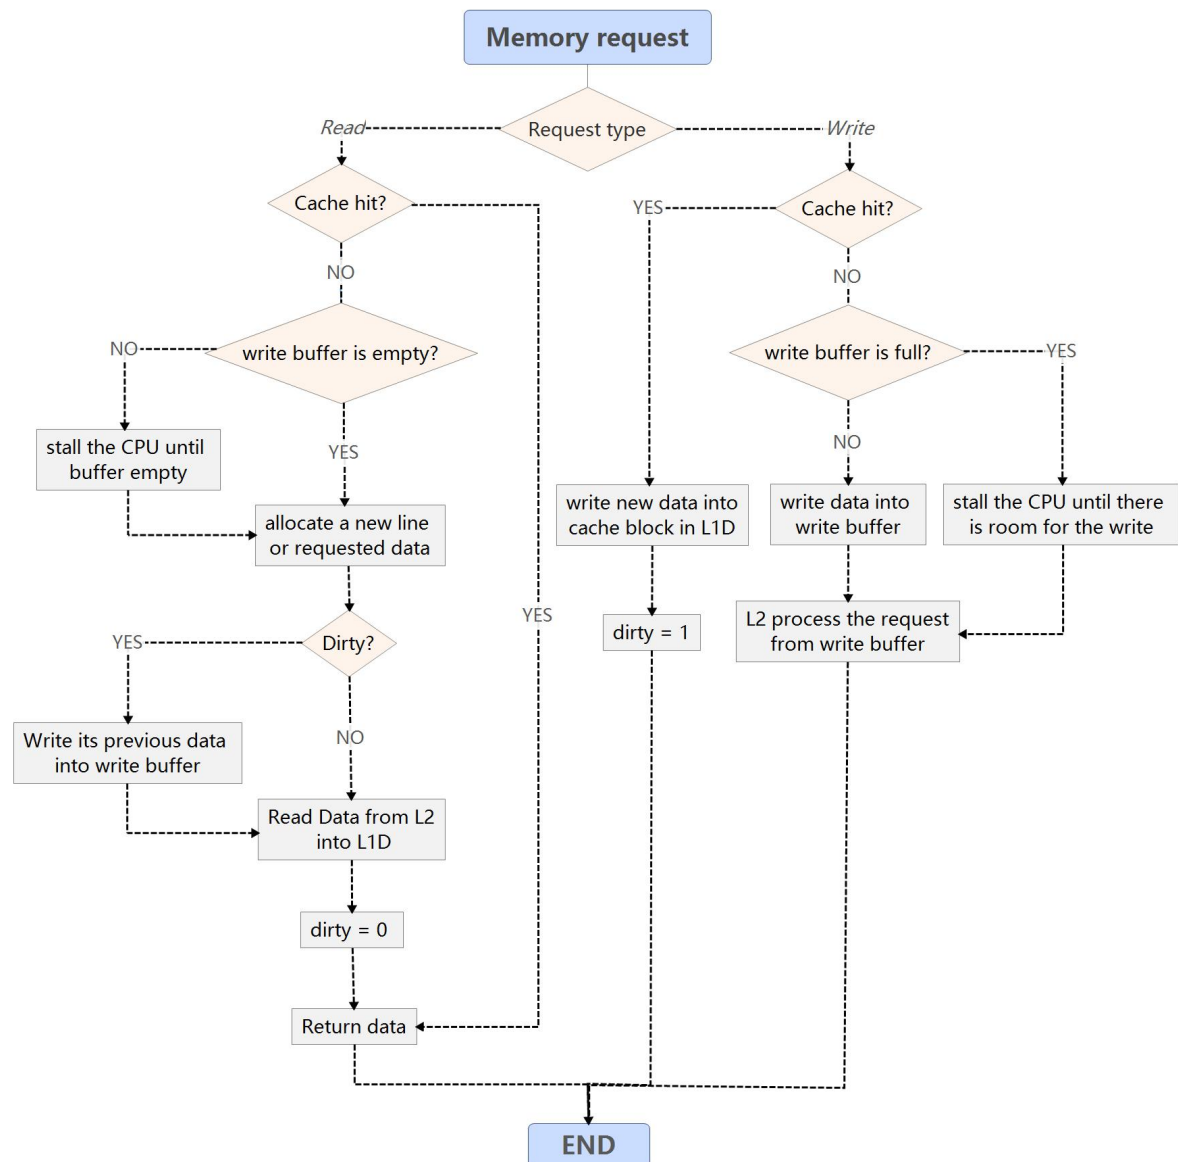 Memory request
Request type
Read
Write
Cache hit?
YES
Cache hit?
NO
NO
write buffer is empty?
NO
write buffer is full?
YES
stall the CPU until
buffer empty
YES
NO
allocate a new line
or requested data
write new data into
cache block in L1D
write data into
write buffer
stall the CPU until there
is room for the write
YES
dirty = 1
L2 process the request
from write buffer
YES
Dirty?
Write its previous data
into write buffer
NO
Read Data from L2
into L1D
dirty = 0
Return data
END